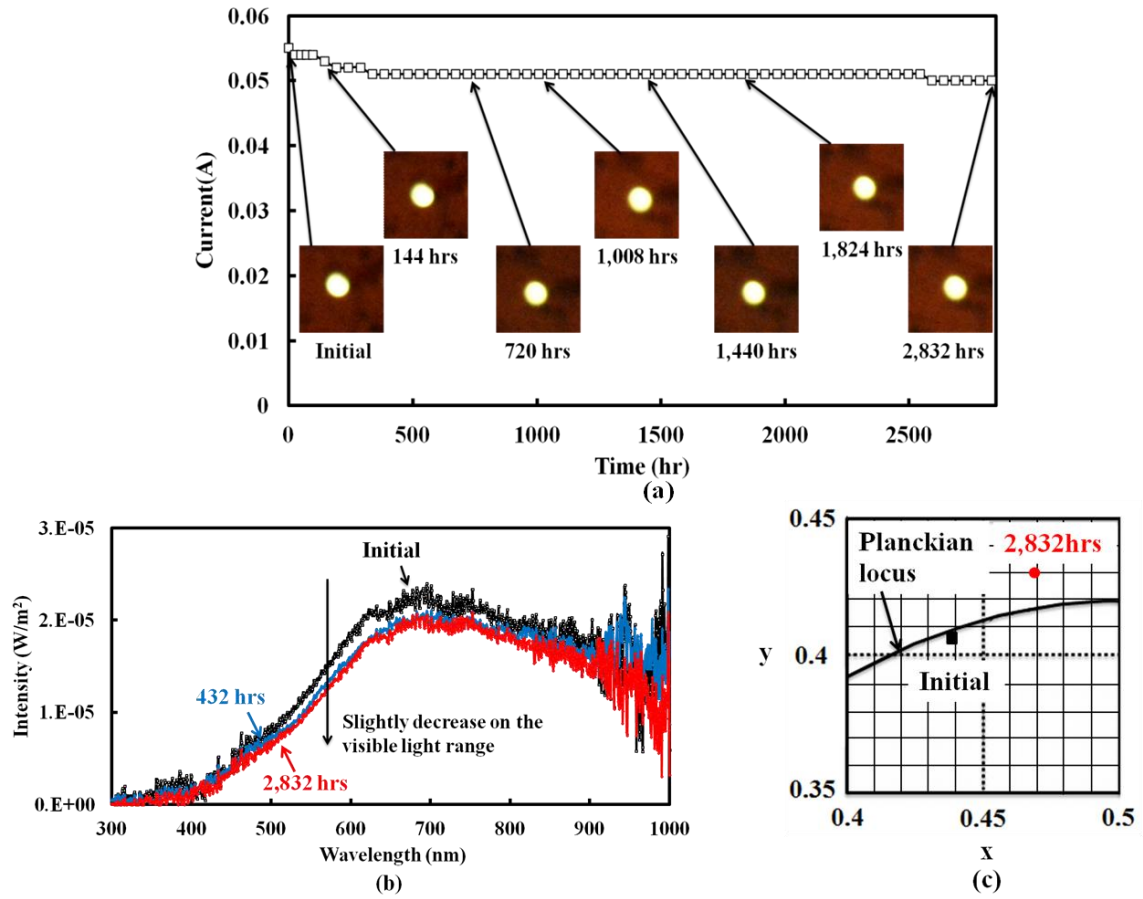 0.06
0.05
0.04
0.03
0.02
0.01
0
Current(A)
144 hrs
1,008 hrs
1,824 hrs
Initial
720 hrs
1,440 hrs
2,832 hrs
0
500
1000
1500
2000
2500
Time (hr)
(a)
3.E-05
2.E-05
1.E-05
0.E+00
Intensity (W/m²)
Initial
432 hrs
Slightly decrease on the
visible light range
2,832 hrs
300
400
500
600
700
800
900
1000
Wavelength (nm)
(b)
0.45
Planckian
locus
2,832hrs
y
0.4
Initial
0.35
0.4
0.45
0.5
x
(c)